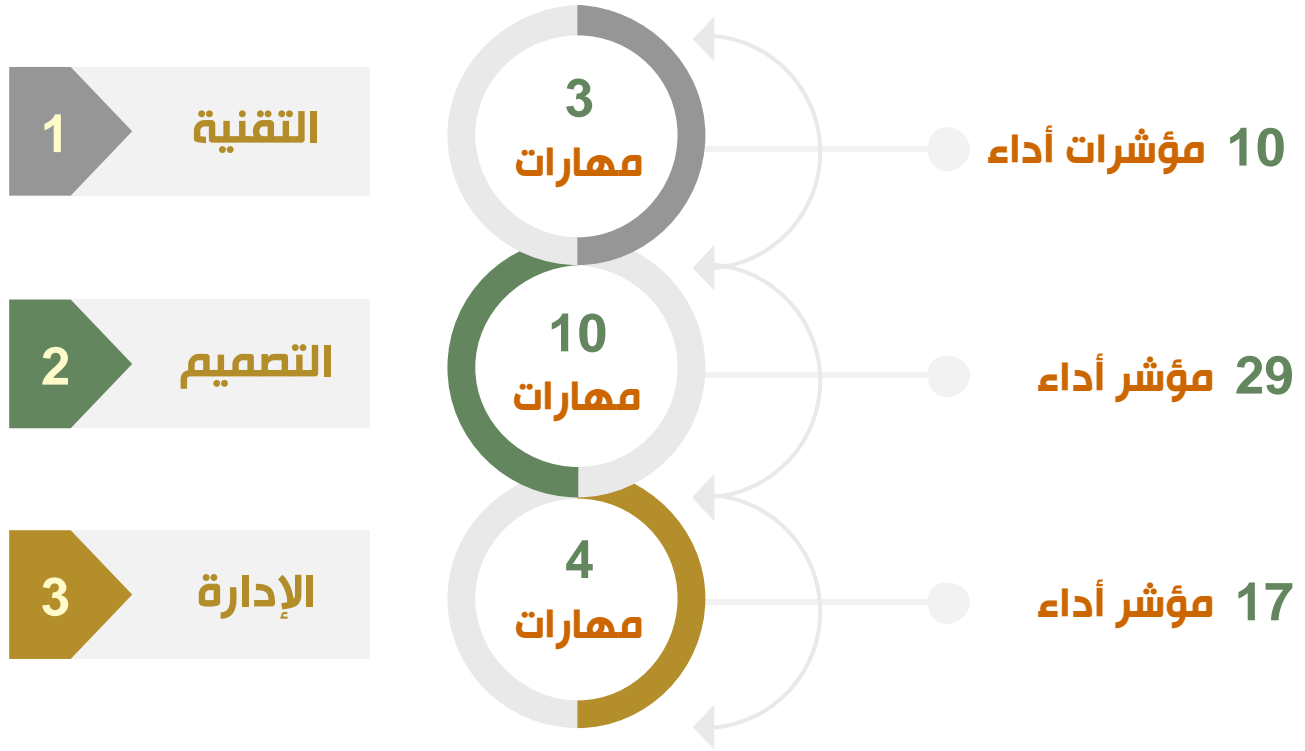 1
التقنية
3
مهارات
10 مؤشرات أداء
2
التصميم
10
مهارات
29 مؤشر أداء
3
الإدارة
4
مهارات
17 مؤشر أداء